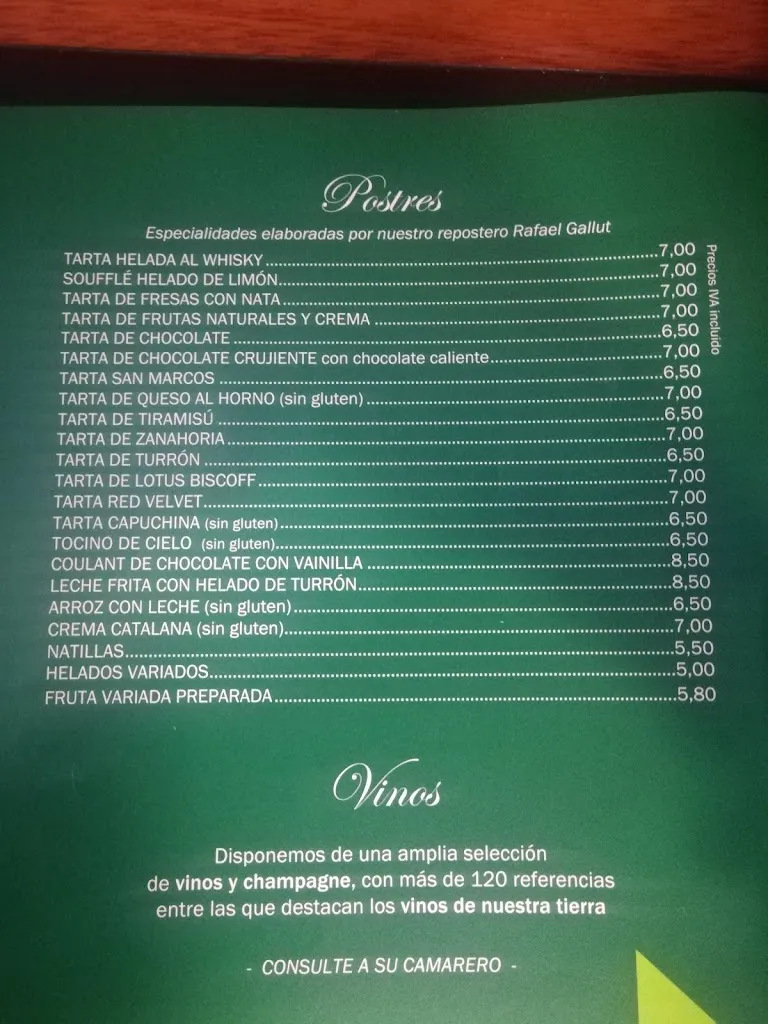 Postres
Especialidades elaboradas por nuestro repostero Rafael Gallut
TARTA HELADA AL WHISKY 7,00
SOUFFLÉ HELADO DE LIMÓN 7,00
TARTA DE FRESAS CON NATA 7,00
TARTA DE FRUTAS NATURALES Y CREMA 7,00
TARTA DE CHOCOLATE 6,50
TARTA DE CHOCOLATE CRUJIENTE con chocolate caliente 7,00
TARTA SAN MARCOS 6,50
TARTA DE QUESO AL HORNO (sin gluten) 7,00
TARTA DE TIRAMISÚ 6,50
TARTA DE ZANAHORIA 7,00
TARTA DE TURRÓN 6,50
TARTA DE LOTUS BISCOFF 7,00
TARTA RED VELVET 7,00
TARTA CAPUCHINA (sin gluten) 6,50
TOCINO DE CIELO (sin gluten) 6,50
COULANT DE CHOCOLATE CON VAINILLA 8,50
LECHE FRITA CON HELADO DE TURRÓN 8,50
ARROZ CON LECHE (sin gluten) 6,50
CREMA CATALANA (sin gluten) 7,00
NATILLAS 5,50
HELADOS VARIADOS 5,00
FRUTA VARIADA PREPARADA 5,80
Precios IVA incluido
Vinos
Disponemos de una amplia selección
de vinos y champagne, con más de 120 referencias
entre las que destacan los vinos de nuestra tierra
- CONSULTE A SU CAMARERO -